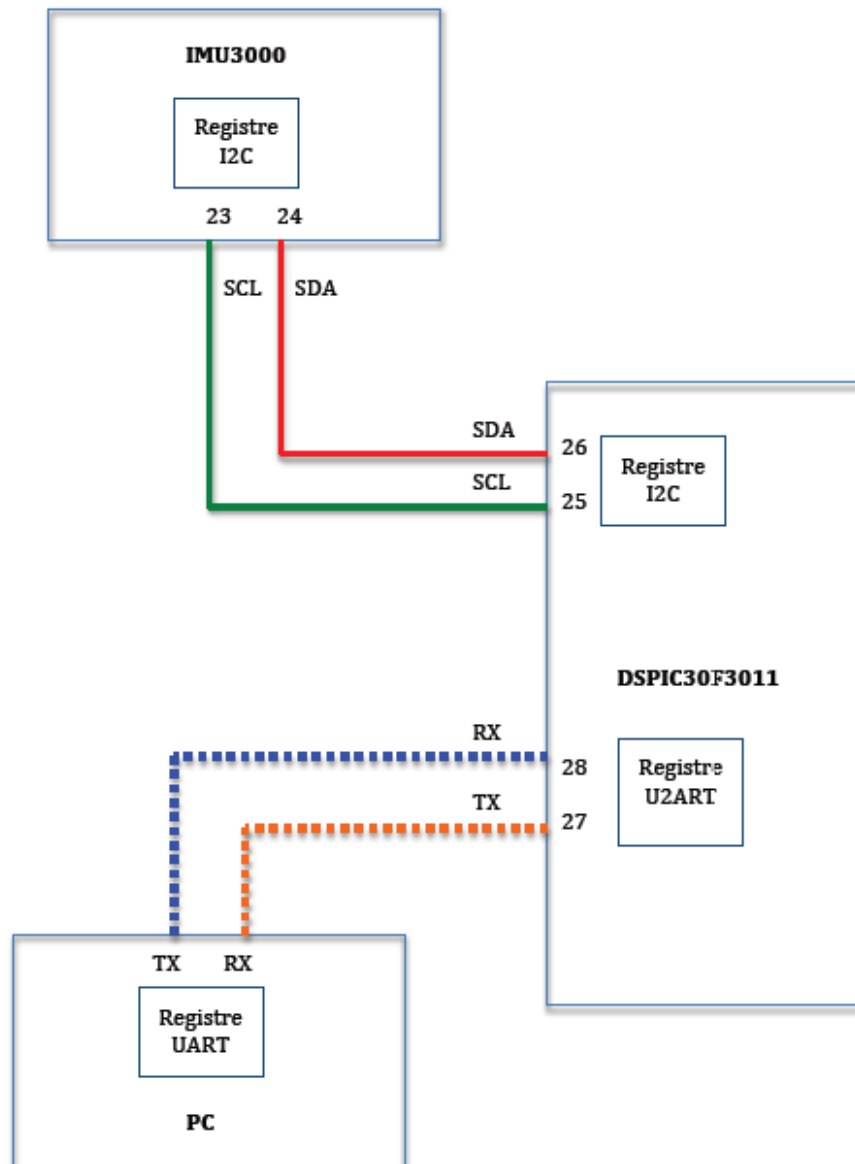 IMU3000
Registre
I2C
23 24
SCL SDA
SDA
26
Registre
I2C
SCL
25
DSPIC30F3011
RX
28
Registre
U2ART
TX
27
TX RX
Registre
UART
PC